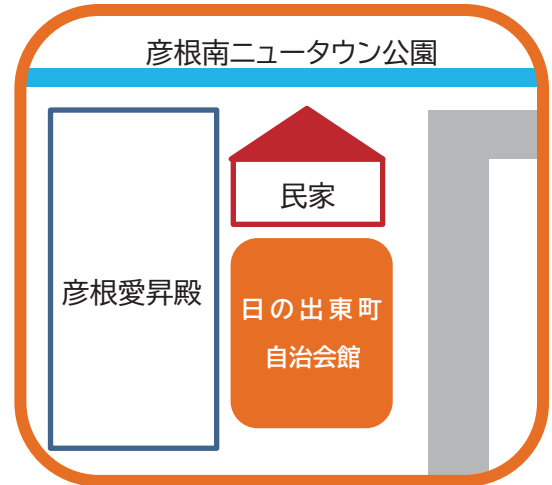 彦根南ニュータウン公園
民家
彦根愛昇殿
日の出東町
自治会館